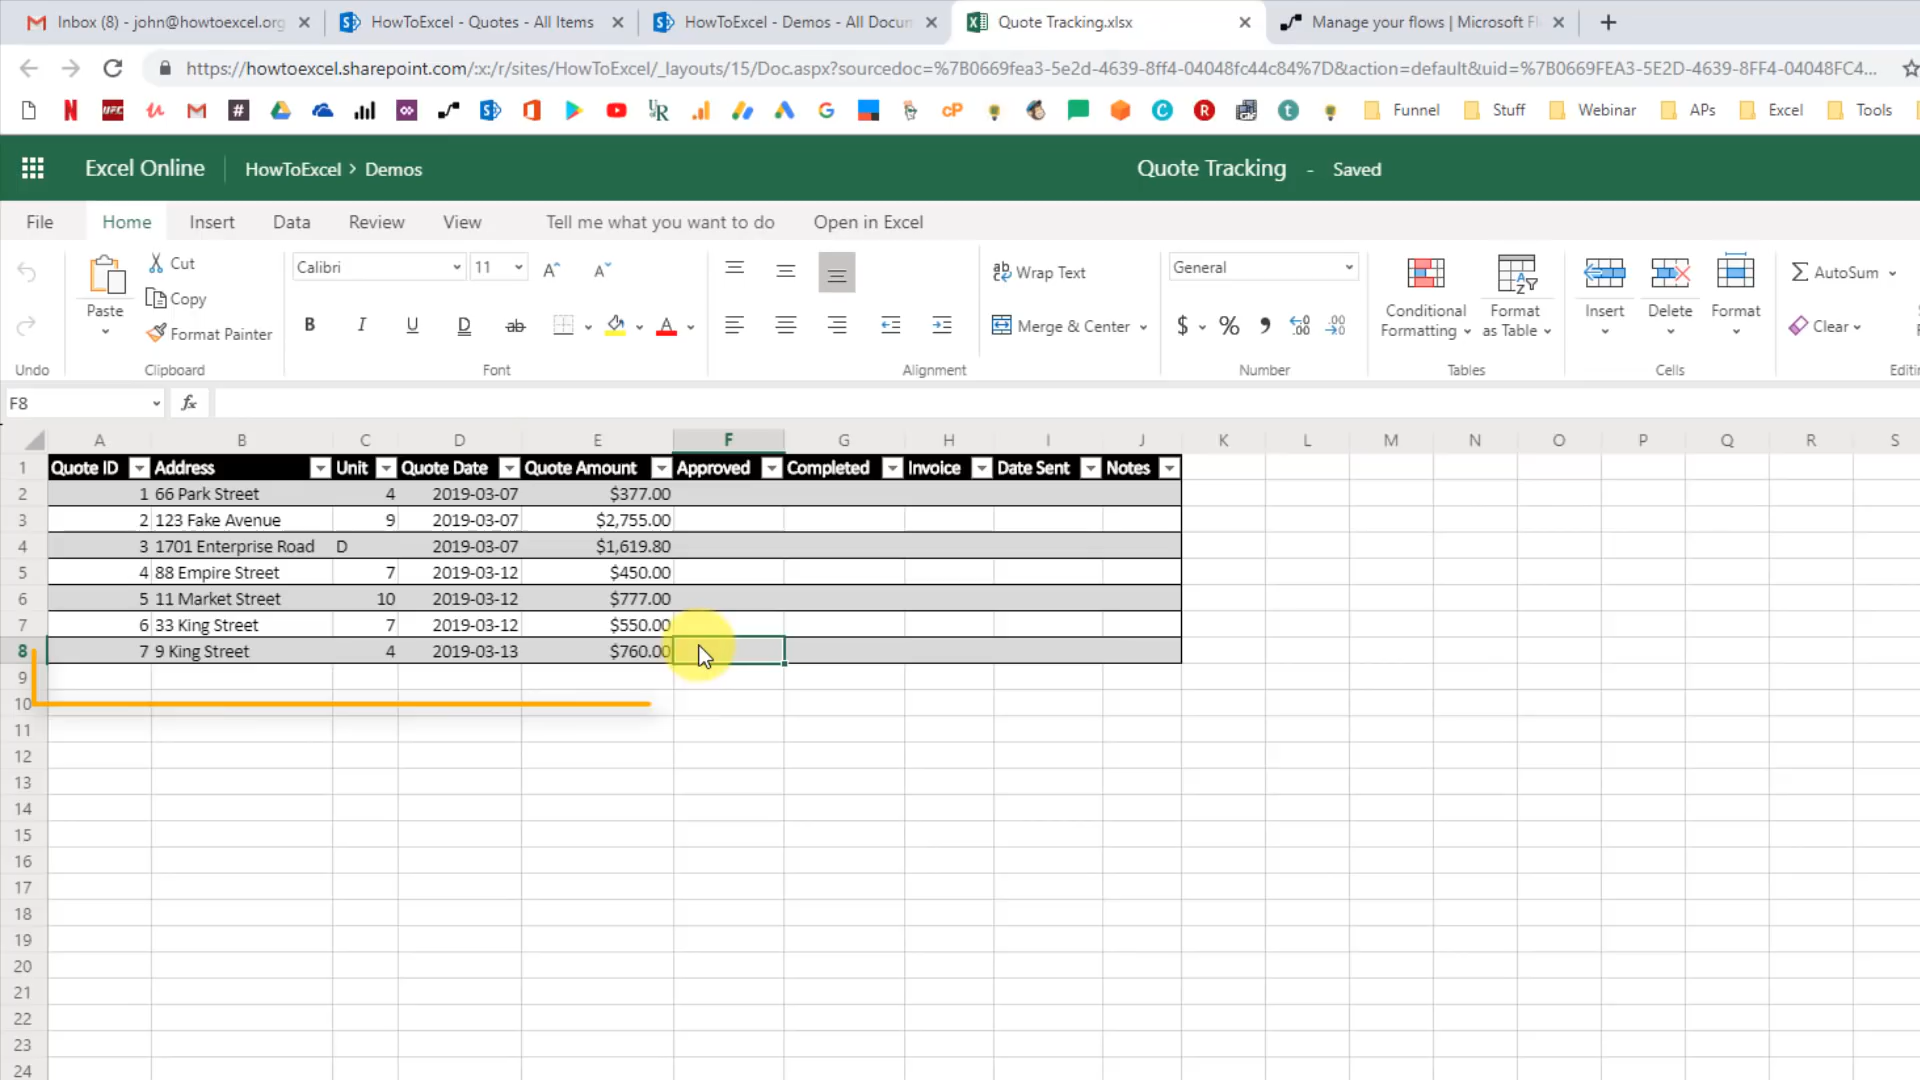 Inbox (8) - john@howtoexcel.org
HowToExcel - Quotes - All Items
HowToExcel - Demos - All Docun
Quote Tracking.xlsx
Manage your flows | Microsoft Fl
https://howtoexcel.sharepoint.com/:x:/r/sites/HowToExcel/_layouts/15/Doc.aspx?sourcedoc=%7B0669fea3-5e2d-4639-8ff4-04048fc44c84%7D&action=default&uid=%7B0669FEA3-5E2D-4639-8FF4-04048FC4...
Funnel Stuff Webinar APs Excel Tools
Excel Online HowToExcel > Demos Quote Tracking - Saved
File Home Insert Data Review View Tell me what you want to do Open in Excel
Paste Cut Copy Format Painter
Calibri 11
B I U D ab
Wrap Text
Merge & Center
General
$ % , .00 .00
Conditional Formatting
Format as Table
Insert Delete Format
AutoSum
Clear
Undo Clipboard Font Alignment Number Tables Cells Editi
F8 fx
A B C D E F G H I J K L M N O P Q R S
1 Quote ID Address Unit Quote Date Quote Amount Approved Completed Invoice Date Sent Notes
2 1 66 Park Street 4 2019-03-07 $377.00
3 2 123 Fake Avenue 9 2019-03-07 $2,755.00
4 3 1701 Enterprise Road D 2019-03-07 $1,619.80
5 4 88 Empire Street 7 2019-03-12 $450.00
6 5 11 Market Street 10 2019-03-12 $777.00
7 6 33 King Street 7 2019-03-12 $550.00
8 7 9 King Street 4 2019-03-13 $760.00
9
10
11
12
13
14
15
16
17
18
19
20
21
22
23
24